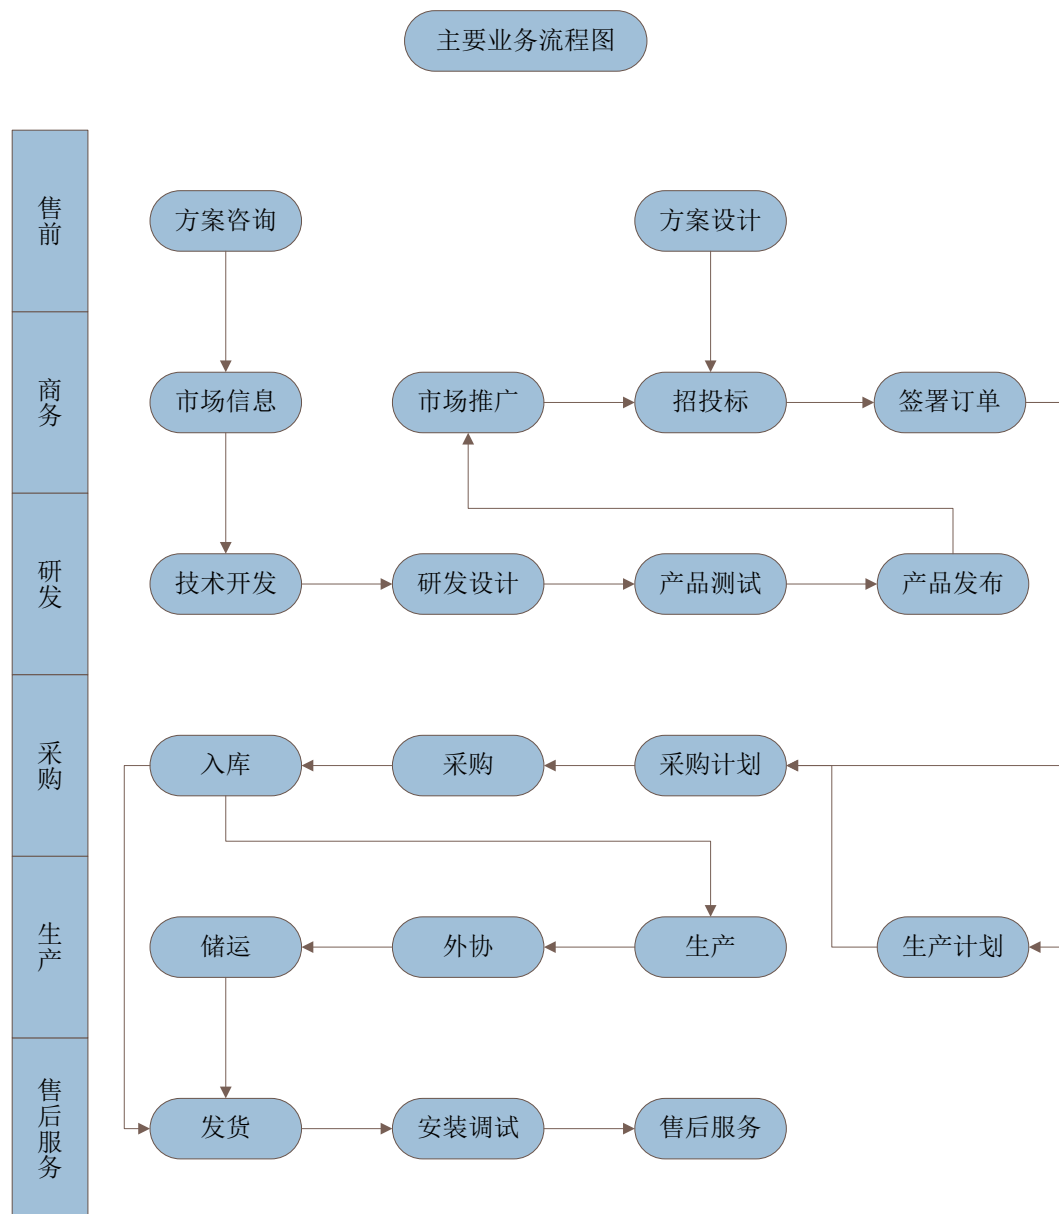 主要业务流程图
售前
方案咨询
方案设计
商务
市场信息
市场推广
招投标
签署订单
研发
技术开发
研发设计
产品测试
产品发布
采购
入库
采购
采购计划
生产
储运
外协
生产
生产计划
售后服务
发货
安装调试
售后服务